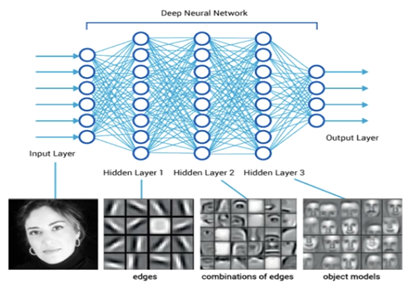 Deep Neural Network
Input Layer
Output Layer
Hidden Layer 1
Hidden Layer 2
Hidden Layer 3
edges
combinations of edges
object models